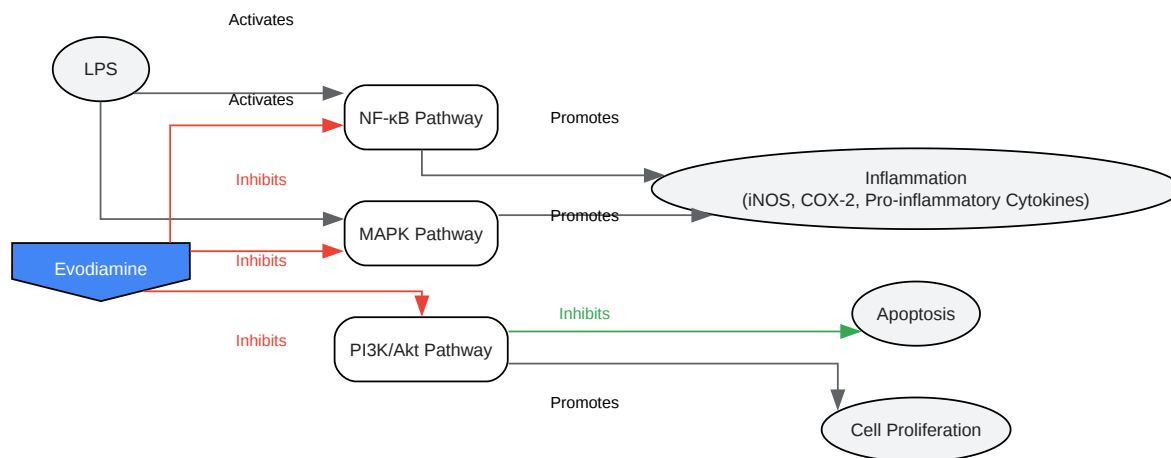 Activates
LPS
Activates
NF-κB Pathway
Promotes
Inhibits
Inflammation
(iNOS, COX-2, Pro-inflammatory Cytokines)
Promotes
MAPK Pathway
Inhibits
Evodiamine
Inhibits
Apoptosis
Inhibits
PI3K/Akt Pathway
Promotes
Cell Proliferation